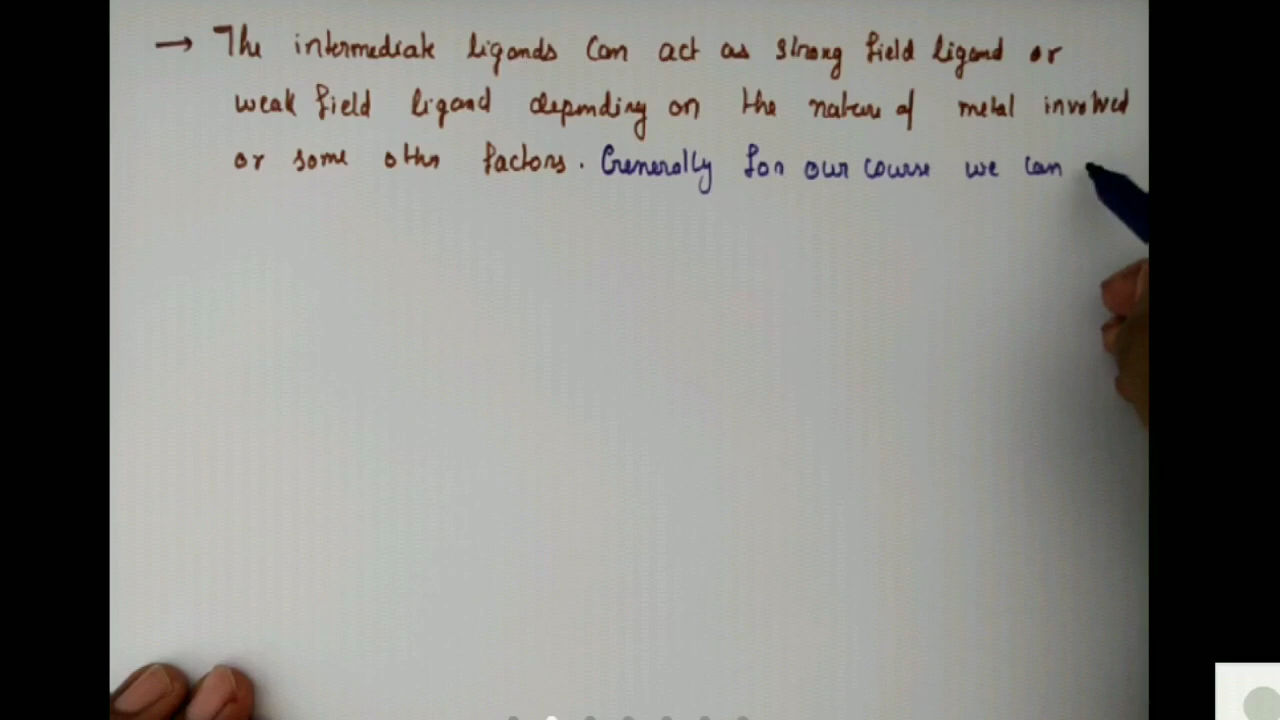 → The intermediate ligands can act as strong field ligand or
weak field ligand depending on the nature of metal involved
or some other factors. Generally for our course we can